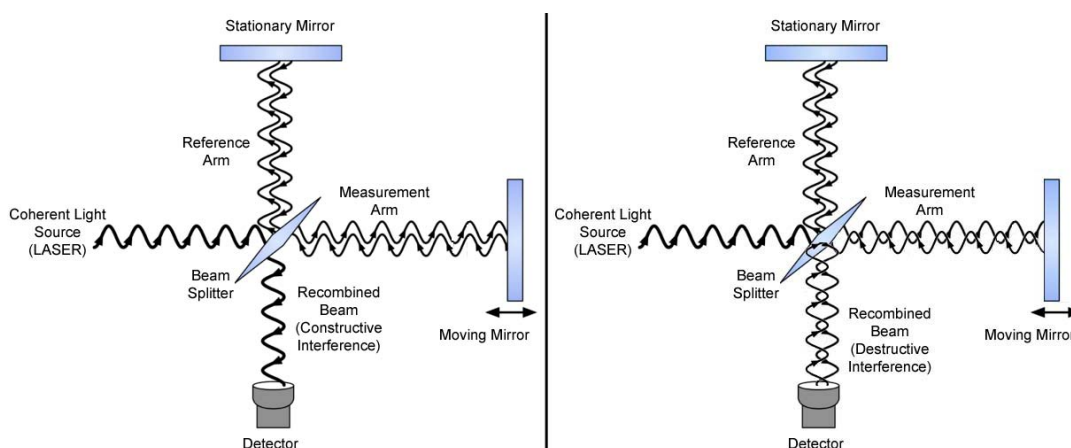 Stationary Mirror
Reference
Arm
Measurement
Arm
Coherent Light
Source
(LASER)
Beam
Splitter
Recombined
Beam
(Constructive
Interference)
Moving Mirror
Detector
Stationary Mirror
Reference
Arm
Measurement
Arm
Coherent Light
Source
(LASER)
Beam
Splitter
Recombined
Beam
(Destructive
Interference)
Moving Mirror
Detector